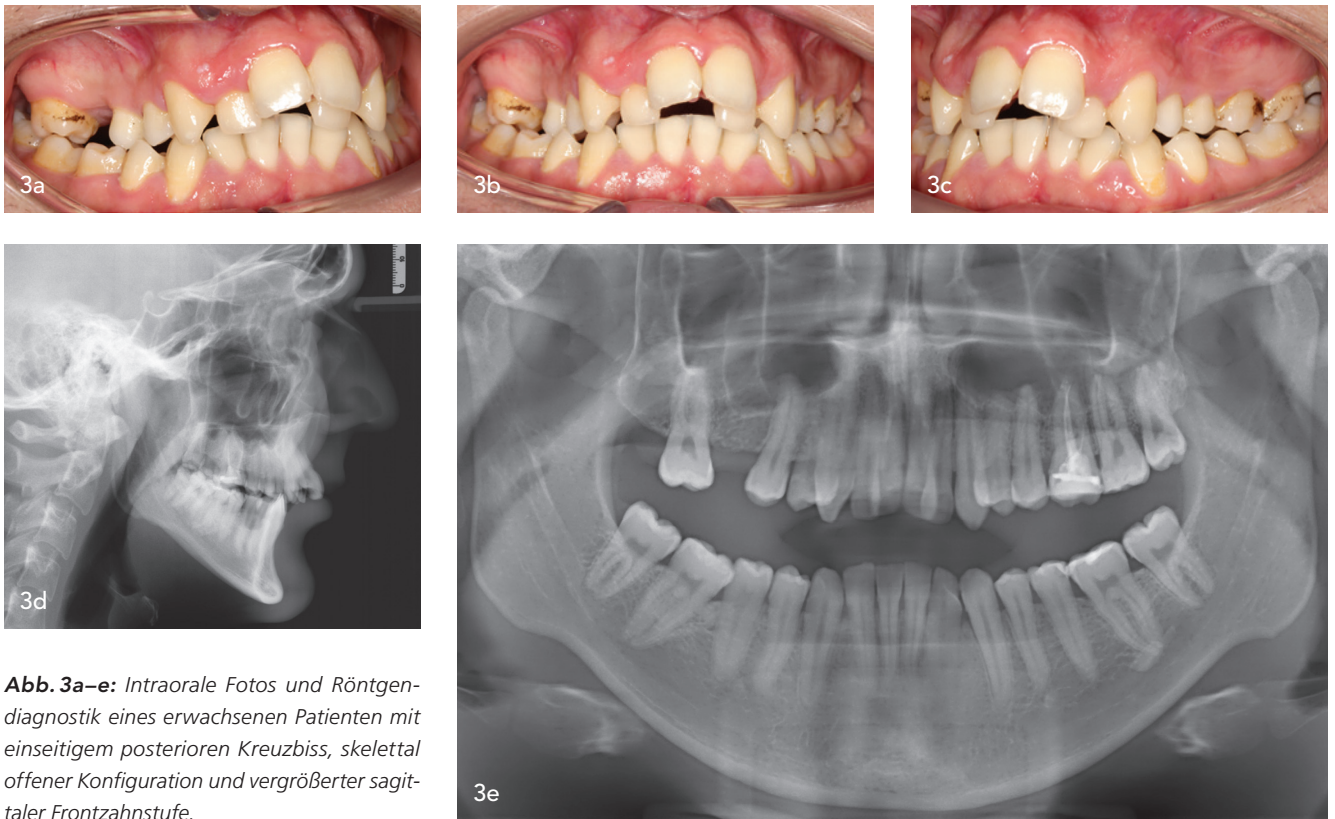 3a
3b
3c
3d
3e
Abb. 3a–e: Intraorale Fotos und Röntgen-
diagnostik eines erwachsenen Patienten mit
einseitigem posterioren Kreuzbiss, skelettal
offener Konfiguration und vergrößerter sagit-
taler Frontzahnstufe.